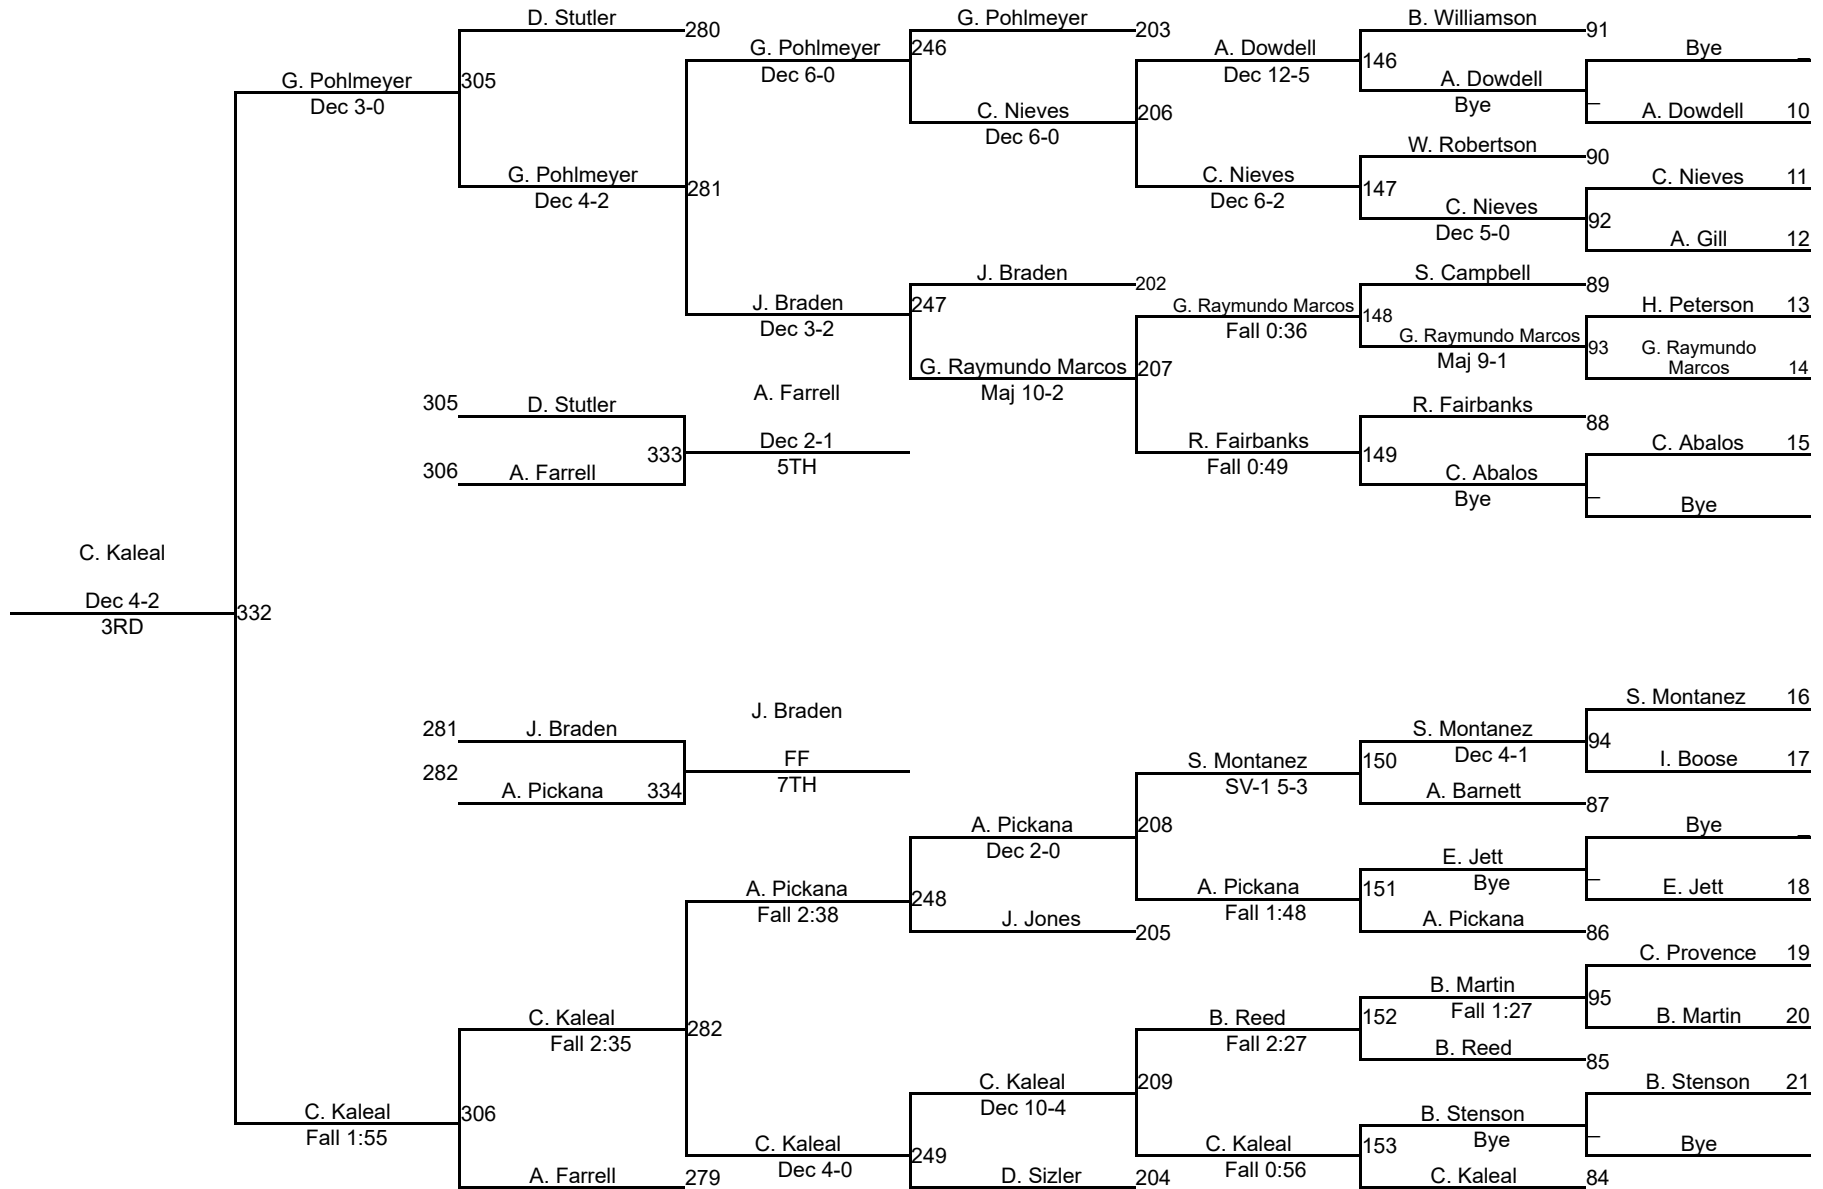 D. Stutler
280
G. Pohlmeyer
Dec 3-0
305
G. Pohlmeyer
Dec 4-2
281
G. Pohlmeyer
Dec 6-0
246
G. Pohlmeyer
203
C. Nieves
Dec 6-0
206
A. Dowdell
Dec 12-5
146
B. Williamson
91
A. Dowdell
Bye
Bye
_
_
A. Dowdell 10
C. Nieves
Dec 6-2
147
W. Robertson
90
C. Nieves
Dec 5-0
92
C. Nieves 11
A. Gill 12
J. Braden
Dec 3-2
247
J. Braden
202
G. Raymundo Marcos
Maj 10-2
207
G. Raymundo Marcos
Fall 0:36
148
S. Campbell
89
G. Raymundo Marcos
Maj 9-1
93
H. Peterson 13
G. Raymundo
Marcos 14
R. Fairbanks
Fall 0:49
149
R. Fairbanks
88
C. Abalos
Bye
_
C. Abalos 15
Bye
305 D. Stutler
306 A. Farrell
333
A. Farrell
Dec 2-1
5TH
C. Kaleal
Dec 4-2
3RD
332
281 J. Braden
282
A. Pickana 334
J. Braden
FF
7TH
S. Montanez
SV-1 5-3
150
S. Montanez
Dec 4-1
94
S. Montanez 16
I. Boose 17
A. Barnett
87
A. Pickana
Dec 2-0
208
A. Pickana
Fall 1:48
151
E. Jett
Bye
Bye
_
_
E. Jett 18
A. Pickana
86
A. Pickana
Fall 2:38
248
J. Jones
205
C. Kaleal
Fall 2:35
282
B. Reed
Fall 2:27
152
B. Martin
Fall 1:27
95
C. Provence 19
B. Martin 20
B. Reed
85
C. Kaleal
Dec 10-4
209
C. Kaleal
Fall 0:56
153
B. Stenson
Bye
_
B. Stenson 21
Bye
C. Kaleal
84
C. Kaleal
Fall 1:55
306
A. Farrell
279
C. Kaleal
Dec 4-0
249
D. Sizler
204